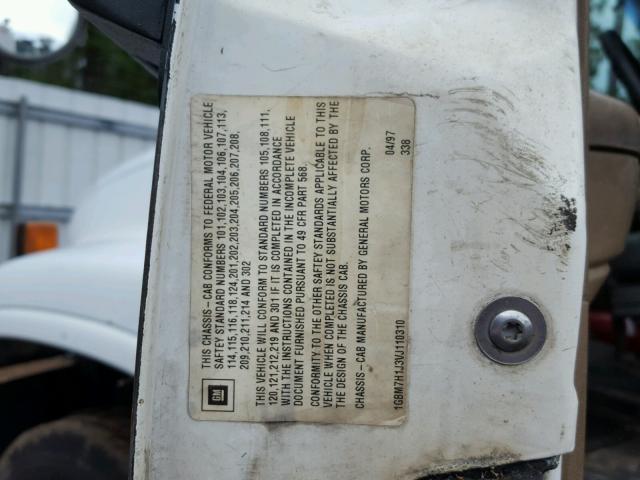 THIS CHASSIS-CAB CONFORMS TO FEDERAL MOTOR VEHICLE
SAFTEY STANDARD NUMBERS 101,102,103,104,106,107,113,
114,115,116,118,124,201,202,203,204,205,206,207,208,
209,210,211,214 AND 302
THIS VEHICLE WILL CONFORM TO STANDARD NUMBERS 105,108,111,
120,121,212,219 AND 301 IF IT IS COMPLETED IN ACCORDANCE
WITH THE INSTRUCTIONS CONTAINED IN THE INCOMPLETE VEHICLE
DOCUMENT FURNISHED PURSUANT TO 49 CFR PART 568.
CONFORMITY TO THE OTHER SAFTEY STANDARDS APPLICABLE TO THIS
VEHICLE WHEN COMPLETED IS NOT SUBSTANTIALLY AFFECTED BY THE
THE DESIGN OF THE CHASSIS CAB.
CHASSIS-CAB MANUFACTURED BY GENERAL MOTORS CORP.
04/97
338
GM
1GBM7H1J3VJ110310